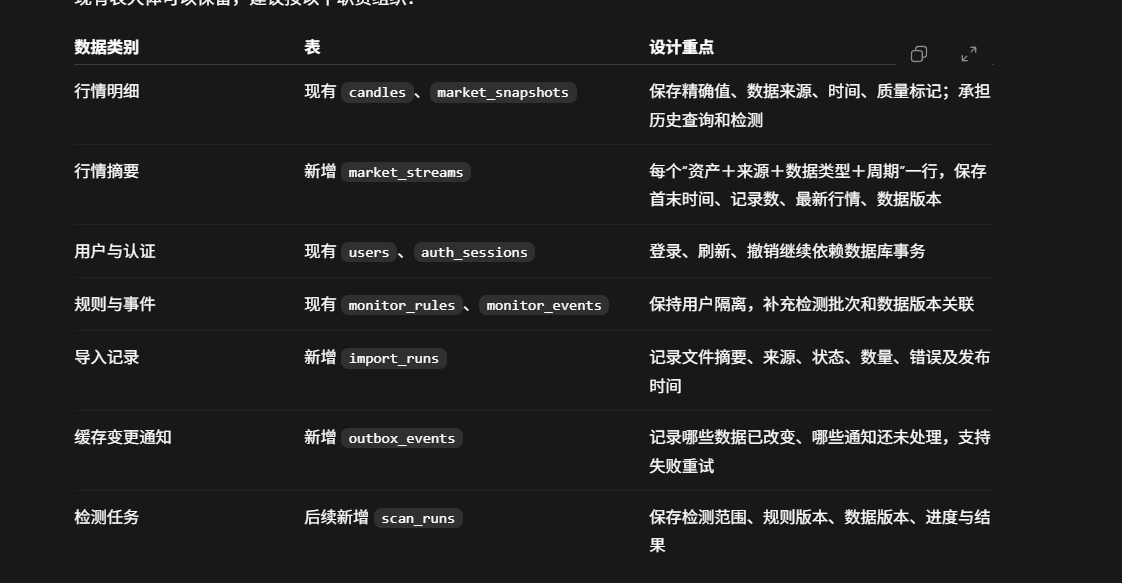 数据类别 表 设计重点
行情明细 现有 candles 、 market_snapshots 保存精确值、数据来源、时间、质量标记；承担
历史查询和检测
行情摘要 新增 market_streams 每个“资产＋来源＋数据类型＋周期”一行，保存
首末时间、记录数、最新行情、数据版本
用户与认证 现有 users 、 auth_sessions 登录、刷新、撤销继续依赖数据库事务
规则与事件 现有 monitor_rules 、 monitor_events 保持用户隔离，补充检测批次和数据版本关联
导入记录 新增 import_runs 记录文件摘要、来源、状态、数量、错误及发布
时间
缓存变更通知 新增 outbox_events 记录哪些数据已改变、哪些通知还未处理，支持
失败重试
检测任务 后续新增 scan_runs 保存检测范围、规则版本、数据版本、进度与结
果